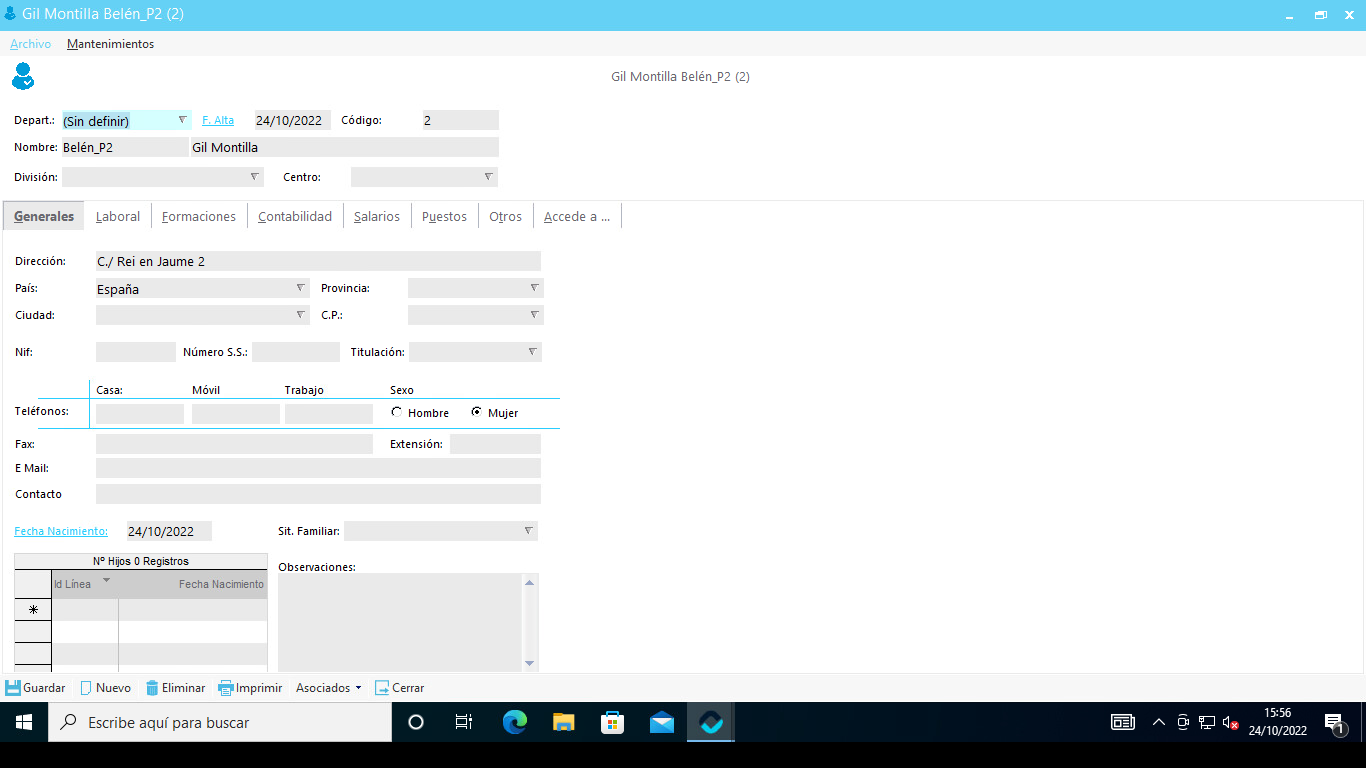 Gil Montilla Belén_P2 (2)
Archivo Mantenimientos
Gil Montilla Belén_P2 (2)
Depart.: (Sin definir) F. Alta 24/10/2022 Código: 2
Nombre: Belén_P2 Gil Montilla
División: Centro:
Generales Laboral Formaciones Contabilidad Salarios Puestos Otros Accede a ...
Dirección: C./ Rei en Jaume 2
País: España Provincia:
Ciudad: C.P.:
Nif: Número S.S.: Titulación:
Casa: Móvil Trabajo Sexo
Teléfonos: Hombre Mujer
Fax: Extensión:
E Mail:
Contacto
Fecha Nacimiento: 24/10/2022 Sit. Familiar:
Nº Hijos 0 Registros
Observaciones:
Id Línea Fecha Nacimiento
Guardar Nuevo Eliminar Imprimir Asociados Cerrar
Escribe aquí para buscar
15:56
24/10/2022
1